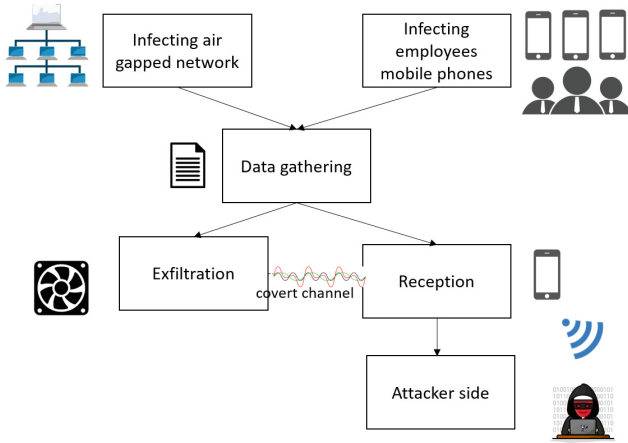 Infecting air
gapped network
Infecting
employees
mobile phones
Data gathering
Exfiltration
covert channel
Reception
Attacker side